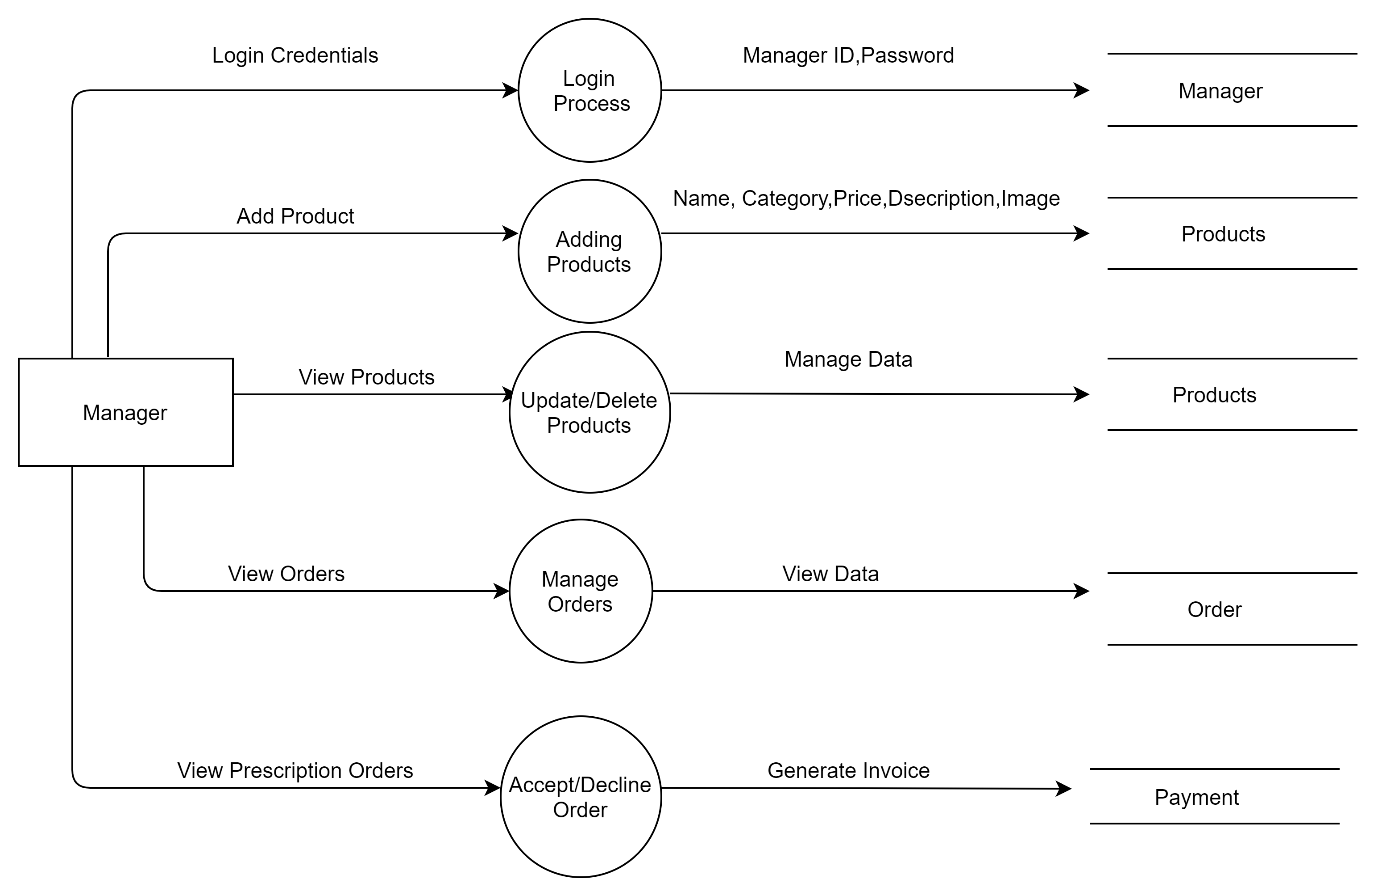 Login Credentials
Login
Process
Manager ID,Password
Manager
Add Product
Adding
Products
Name, Category,Price,Dsecription,Image
Products
Manager
View Products
Update/Delete
Products
Manage Data
Products
View Orders
Manage
Orders
View Data
Order
View Prescription Orders
Accept/Decline
Order
Generate Invoice
Payment